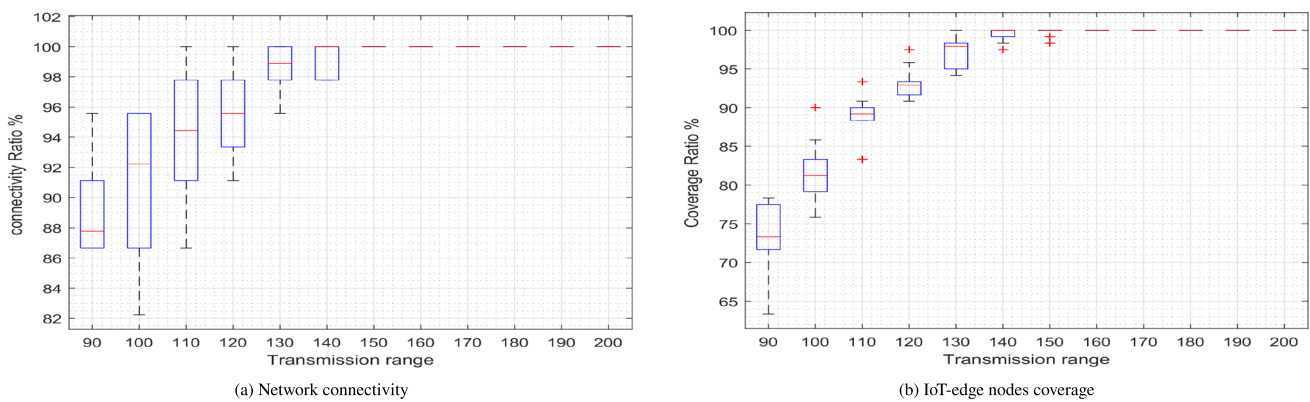 102
100
98
96
94
92
90
88
86
84
82
connectivity Ratio %
90 100 110 120 130 140 150 160 170 180 190 200
Transmission range
(a) Network connectivity
100
95
90
85
80
75
70
65
Coverage Ratio %
90 100 110 120 130 140 150 160 170 180 190 200
Transmission range
(b) IoT-edge nodes coverage